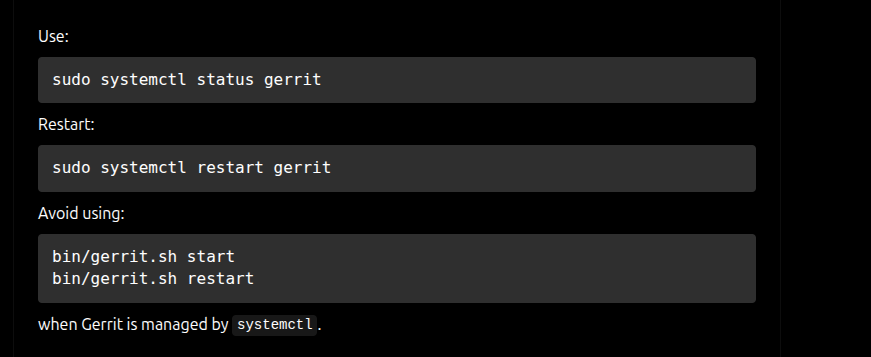 Use:
sudo systemctl status gerrit
Restart:
sudo systemctl restart gerrit
Avoid using:
bin/gerrit.sh start
bin/gerrit.sh restart
when Gerrit is managed by systemctl.